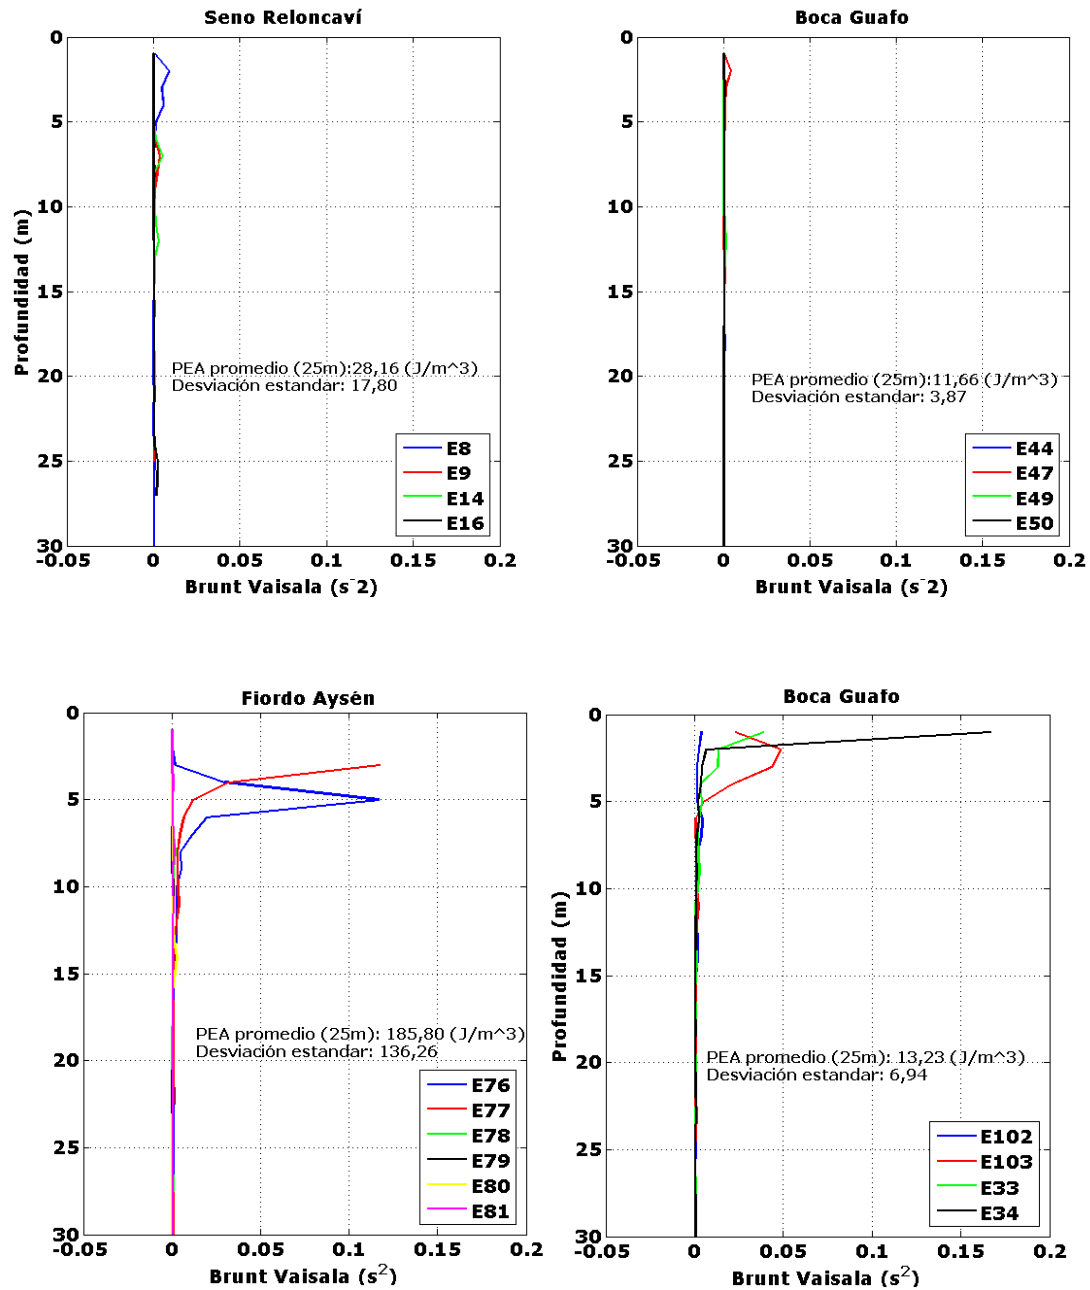 Seno Reloncaví
0
5
10
15
20
25
30
-0.05 0 0.05 0.1 0.15 0.2
Profundidad (m)
Brunt Vaisala (s⁻2)
PEA promedio (25m):28,16 (J/m^3)
Desviación estandar: 17,80
E8
E9
E14
E16
Boca Guafo
0
5
10
15
20
25
30
-0.05 0 0.05 0.1 0.15 0.2
Brunt Vaisala (s⁻2)
PEA promedio (25m):11,66 (J/m^3)
Desviación estandar: 3,87
E44
E47
E49
E50
Fiordo Aysén
0
5
10
15
20
25
30
-0.05 0 0.05 0.1 0.15 0.2
Brunt Vaisala (s²)
PEA promedio (25m): 185,80 (J/m^3)
Desviación estandar: 136,26
E76
E77
E78
E79
E80
E81
Boca Guafo
0
5
10
15
20
25
30
-0.05 0 0.05 0.1 0.15 0.2
Profundidad (m)
Brunt Vaisala (s²)
PEA promedio (25m): 13,23 (J/m^3)
Desviación estandar: 6,94
E102
E103
E33
E34